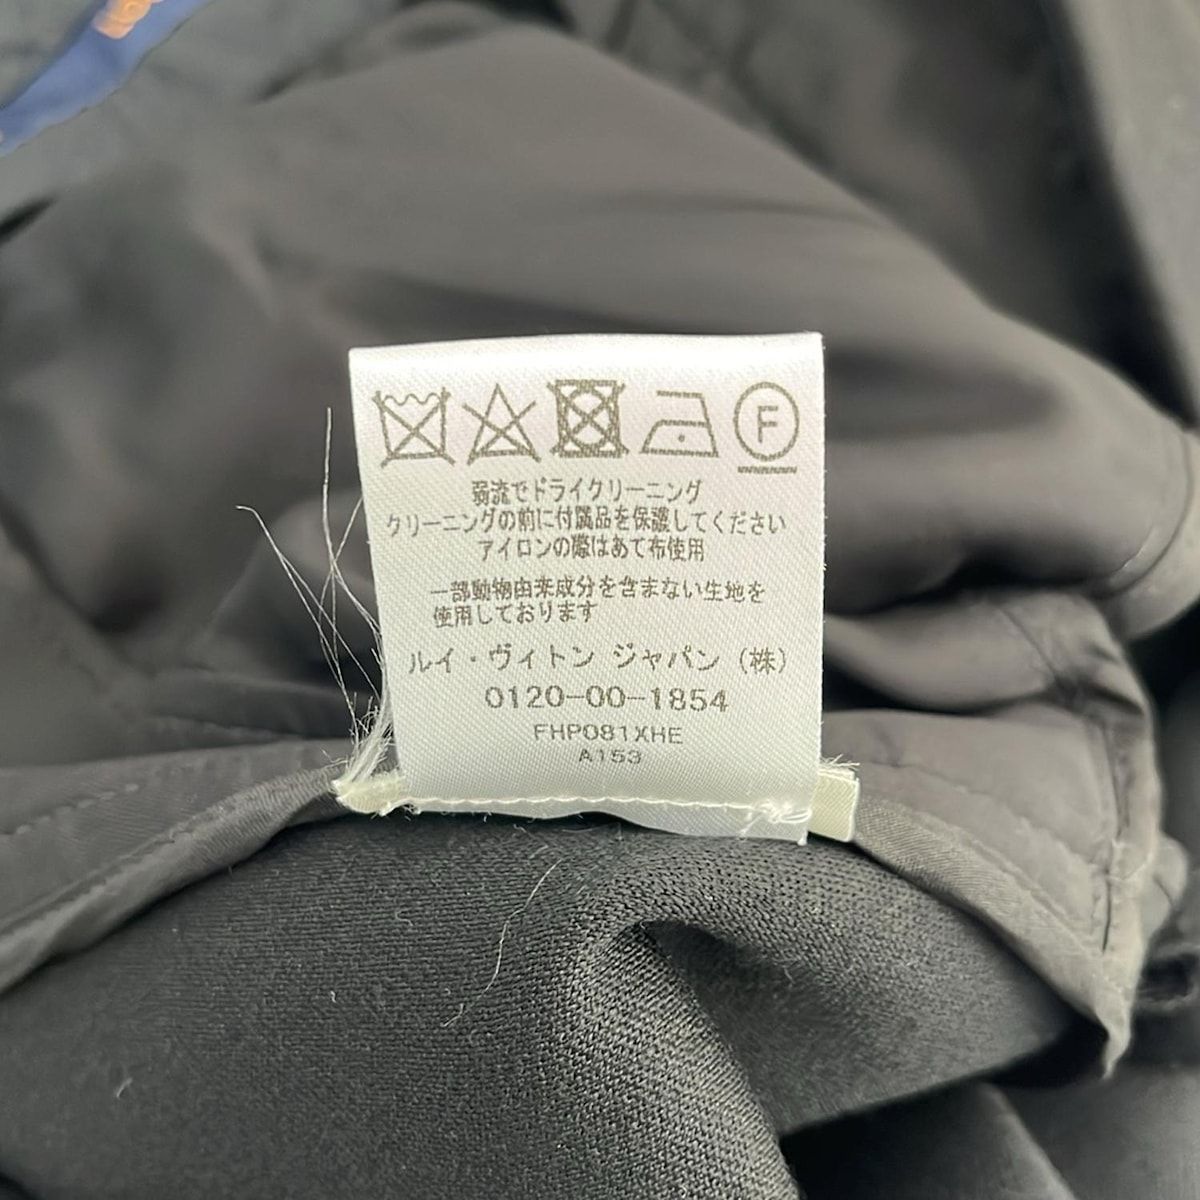 F
弱流でドライクリーニング
クリーニングの前に付属品を保護してください
アイロンの際はあて布使用
一部動物由来成分を含まない生地を
使用しております
ルイ・ヴィトン ジャパン (株)
0120-00-1854
FHP081XHE
A153